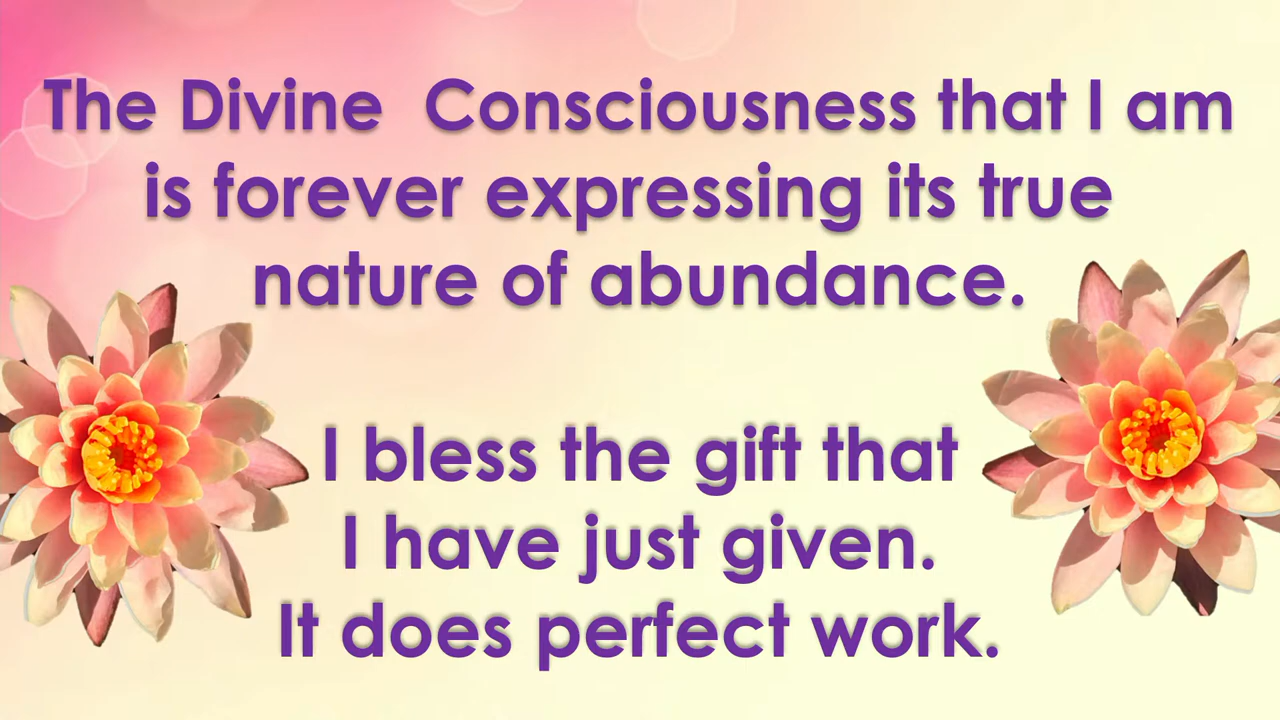 The Divine  Consciousness that I am
is forever expressing its true
nature of abundance.
I bless the gift that
I have just given.
It does perfect work.